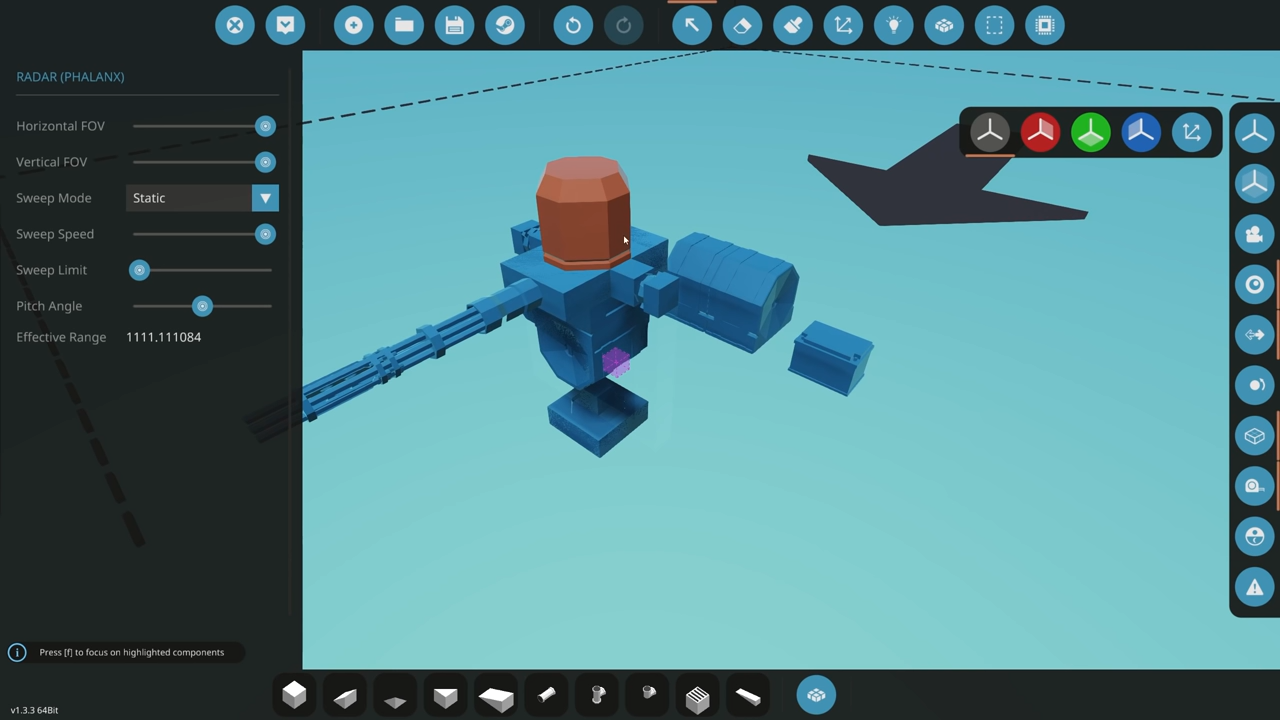 RADAR (PHALANX)
Horizontal FOV
Vertical FOV
Sweep Mode Static
Sweep Speed
Sweep Limit
Pitch Angle
Effective Range 1111.111084
Press [f] to focus on highlighted components
v1.3.3 64Bit